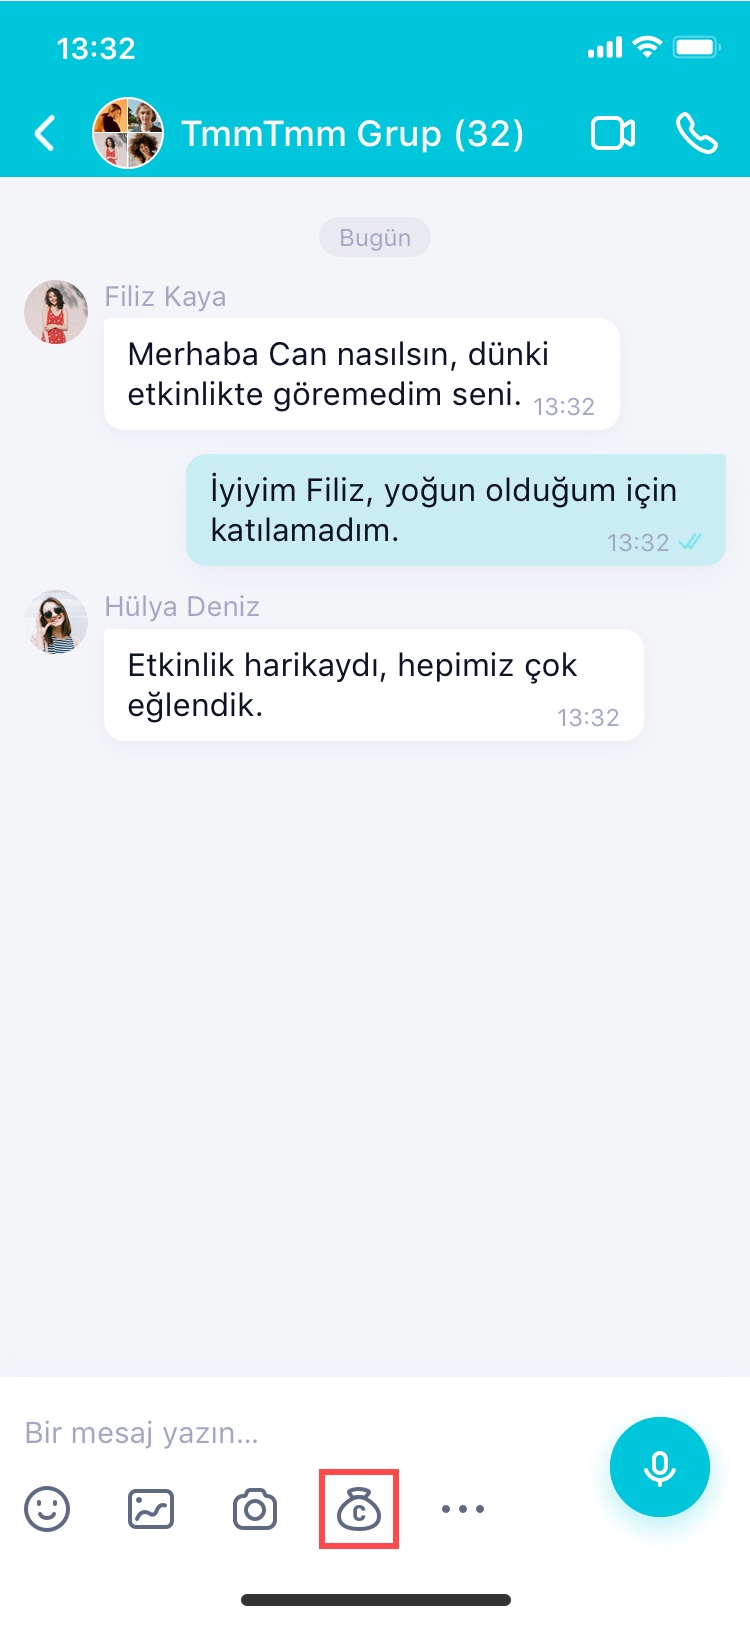 13:32
TmmTmm Grup (32)
Bugün
Filiz Kaya
Merhaba Can nasılsın, dünki
etkinlikte göremedim seni. 13:32
İyiyim Filiz, yoğun olduğum için
katılamadım. 13:32
Hülya Deniz
Etkinlik harikaydı, hepimiz çok
eğlendik. 13:32
Bir mesaj yazın...
C